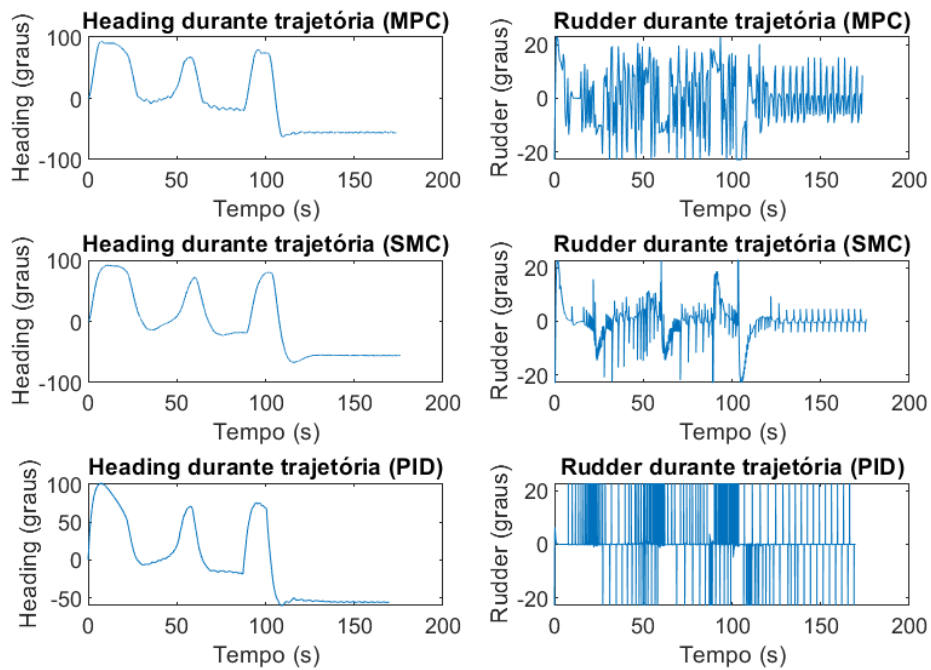 Heading durante trajetória (MPC)
Heading (graus)
100
0
-100
0 50 100 150 200
Tempo (s)
Rudder durante trajetória (MPC)
Rudder (graus)
20
0
-20
0 50 100 150 200
Tempo (s)
Heading durante trajetória (SMC)
Heading (graus)
100
0
-100
0 50 100 150 200
Tempo (s)
Rudder durante trajetória (SMC)
Rudder (graus)
20
0
-20
0 50 100 150 200
Tempo (s)
Heading durante trajetória (PID)
Heading (graus)
100
50
0
-50
0 50 100 150 200
Tempo (s)
Rudder durante trajetória (PID)
Rudder (graus)
20
0
-20
0 50 100 150 200
Tempo (s)